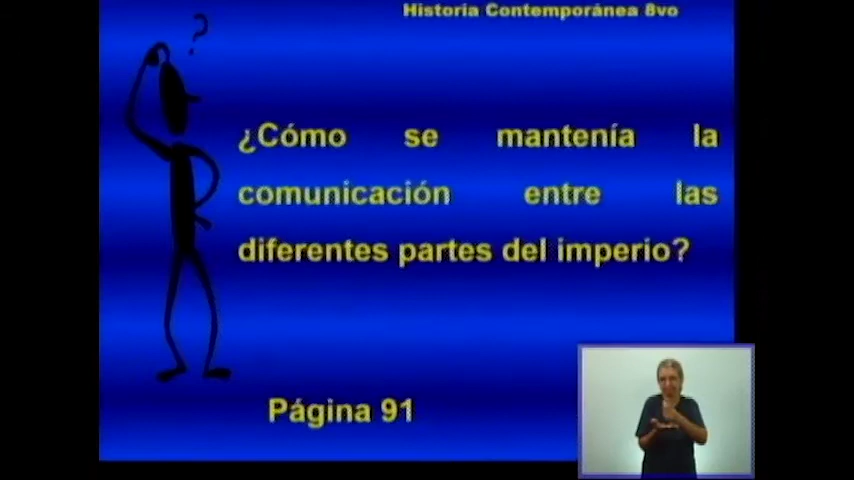 Historia Contemporánea 8vo
?
¿Cómo se mantenía la
comunicación entre las
diferentes partes del imperio?
Página 91